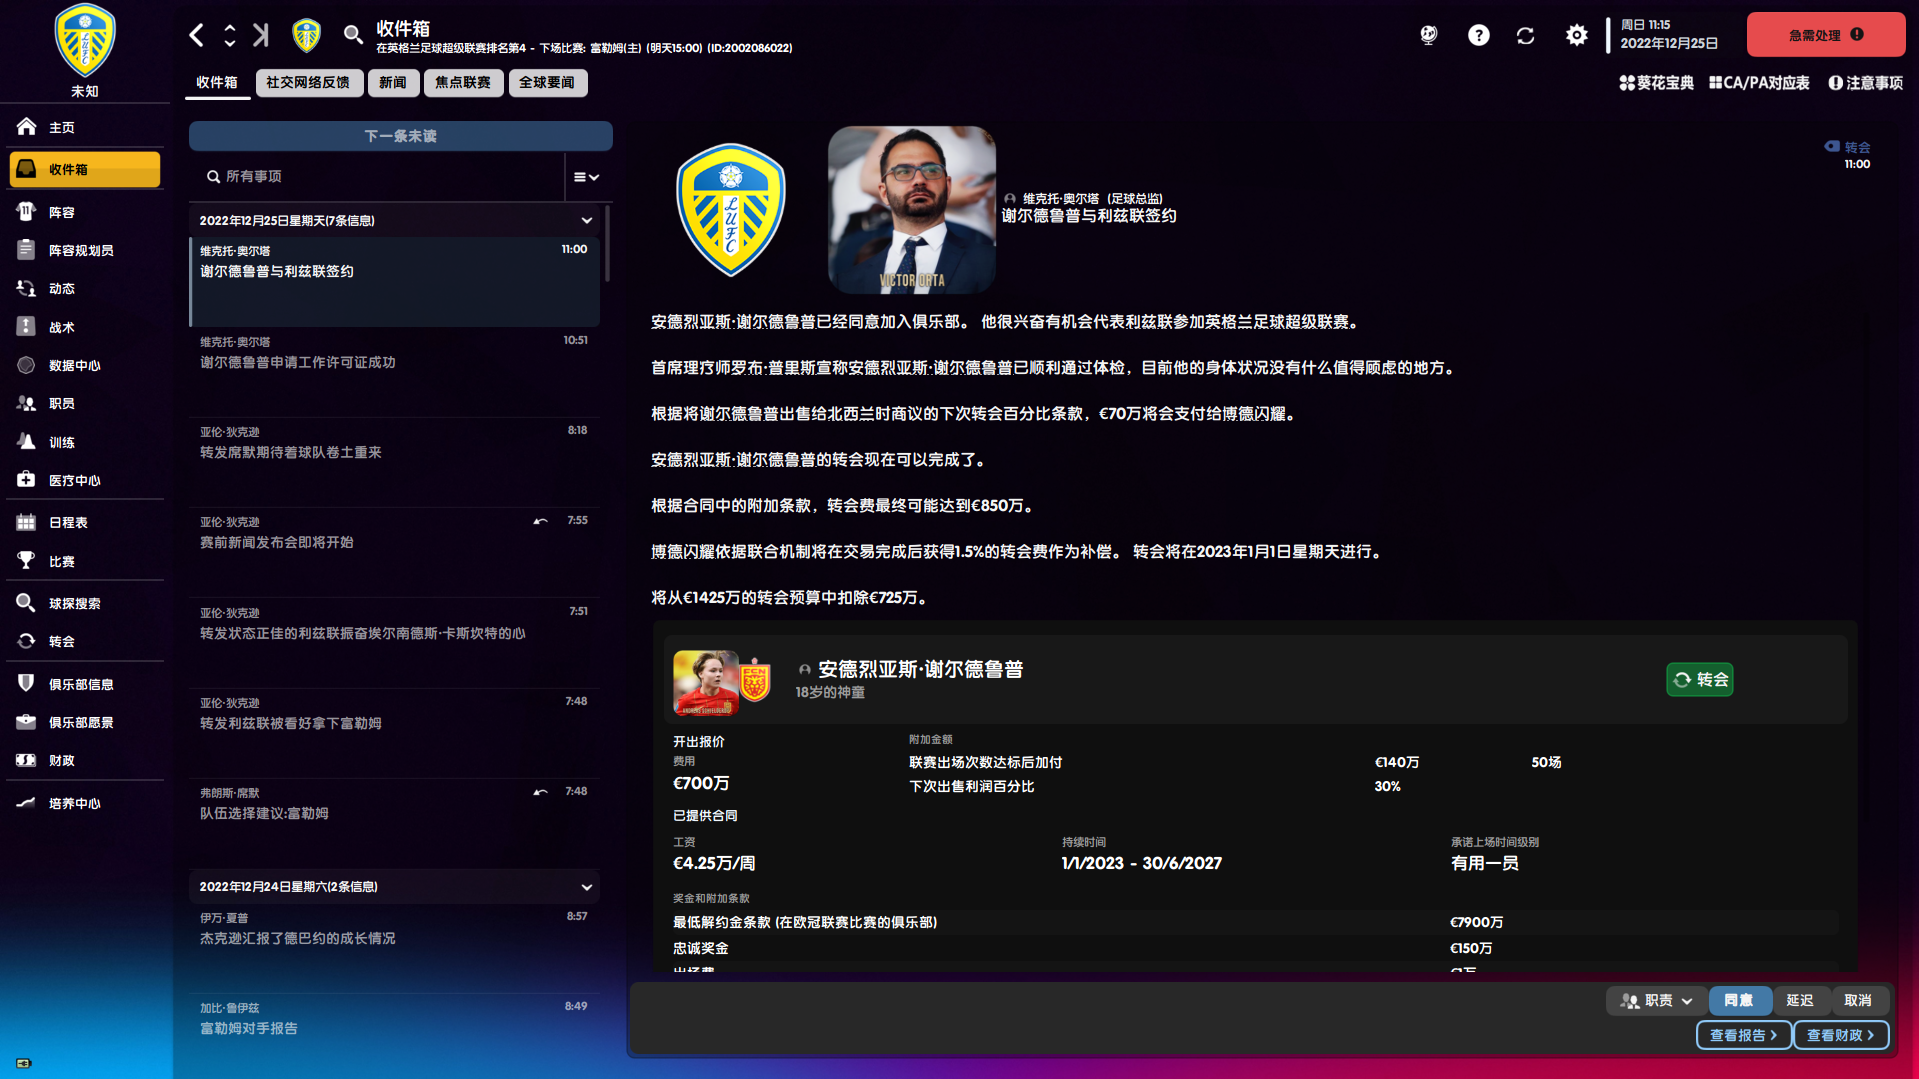 未知
收件箱
在英格兰足球超级联赛排名第4 - 下场比赛: 富勒姆(主) (明天15:00) (ID:2002086022)
周日 11:15
2022年12月25日
急需处理
收件箱
社交网络反馈
新闻
焦点联赛
全球要闻
葵花宝典
CA/PA对应表
注意事项
主页
收件箱
阵容
阵容规划员
动态
战术
数据中心
职员
训练
医疗中心
日程表
比赛
球探搜索
转会
俱乐部信息
俱乐部愿景
财政
培养中心
下一条未读
所有事项
2022年12月25日星期天(7条信息)
维克托·奥尔塔 11:00
谢尔德鲁普与利兹联签约
维克托·奥尔塔 10:51
谢尔德鲁普申请工作许可证成功
亚伦·狄克逊 8:18
转发席默期待着球队卷土重来
亚伦·狄克逊 7:55
赛前新闻发布会即将开始
亚伦·狄克逊 7:51
转发状态正佳的利兹联振奋埃尔南德斯·卡斯坎特的心
亚伦·狄克逊 7:48
转发利兹联被看好拿下富勒姆
弗朗斯·席默 7:48
队伍选择建议:富勒姆
2022年12月24日星期六(2条信息)
伊万·夏普 8:57
杰克逊汇报了德巴约的成长情况
加比·鲁伊兹 8:49
富勒姆对手报告
LUFC
VICTOR ORTA
维克托·奥尔塔 (足球总监)
谢尔德鲁普与利兹联签约
转会
11:00
安德烈亚斯·谢尔德鲁普已经同意加入俱乐部。 他很兴奋有机会代表利兹联参加英格兰足球超级联赛。
首席理疗师罗布·普里斯宣称安德烈亚斯·谢尔德鲁普已顺利通过体检，目前他的身体状况没有什么值得顾虑的地方。
根据将谢尔德鲁普出售给北西兰时商议的下次转会百分比条款，€70万将会支付给博德闪耀。
安德烈亚斯·谢尔德鲁普的转会现在可以完成了。
根据合同中的附加条款，转会费最终可能达到€850万。
博德闪耀依据联合机制将在交易完成后获得1.5%的转会费作为补偿。 转会将在2023年1月1日星期天进行。
将从€1425万的转会预算中扣除€725万。
FCN
安德烈亚斯·谢尔德鲁普
18岁的神童
转会
开出报价
费用
€700万
附加金额
联赛出场次数达标后加付 €140万 50场
下次出售利润百分比 30%
已提供合同
工资
€4.25万/周
持续时间
1/1/2023 - 30/6/2027
承诺上场时间级别
有用一员
奖金和附加条款
最低解约金条款 (在欧冠联赛比赛的俱乐部) €7900万
忠诚奖金 €150万
职责
同意
延迟
取消
查看报告
查看财政